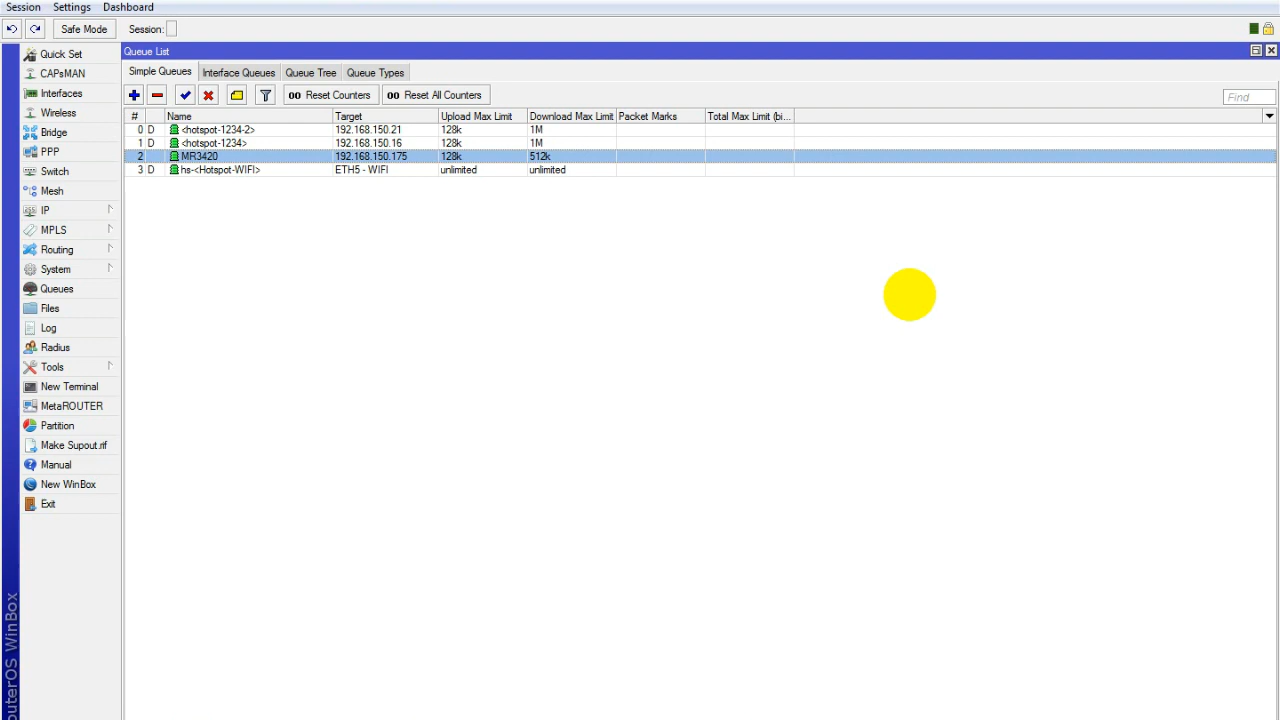 Session Settings Dashboard
Safe Mode Session:
Queue List
Simple Queues Interface Queues Queue Tree Queue Types
00 Reset Counters 00 Reset All Counters Find
# Name Target Upload Max Limit Download Max Limit Packet Marks Total Max Limit (bi...
0 D <hotspot-1234-2> 192.168.150.21 128k 1M
1 D <hotspot-1234> 192.168.150.16 128k 1M
2 MR3420 192.168.150.175 128k 512k
3 D hs-<Hotspot-WIFI> ETH5 - WIFI unlimited unlimited
Quick Set
CAPsMAN
Interfaces
Wireless
Bridge
PPP
Switch
Mesh
IP
MPLS
Routing
System
Queues
Files
Log
Radius
Tools
New Terminal
MetaROUTER
Partition
Make Supout.rif
Manual
New WinBox
Exit
outerOS WinBox